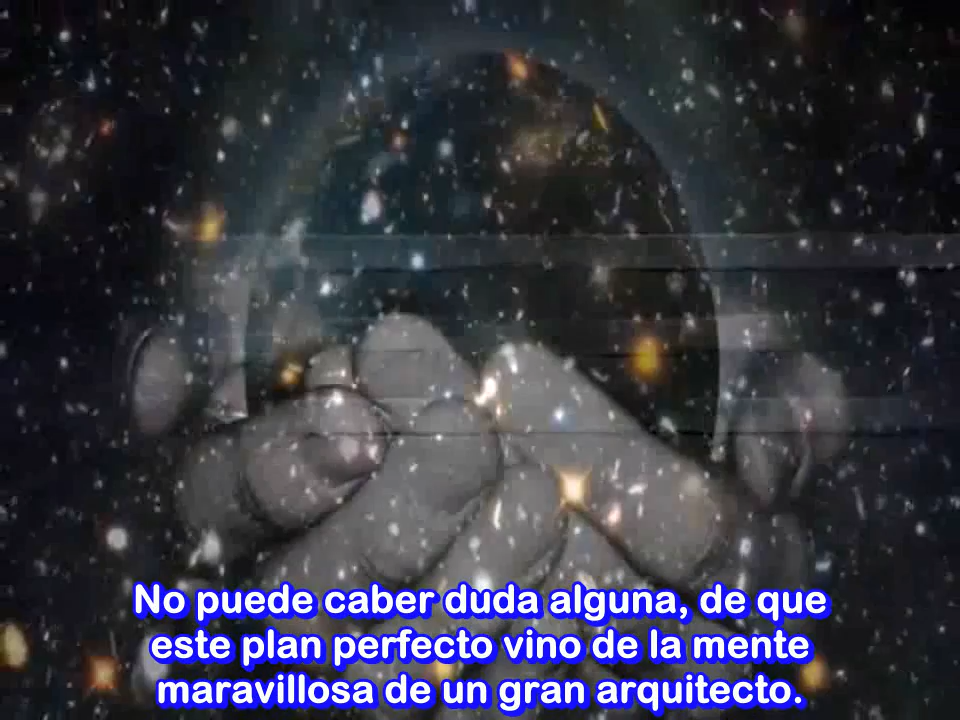 No puede caber duda alguna, de que
este plan perfecto vino de la mente
maravillosa de un gran arquitecto.